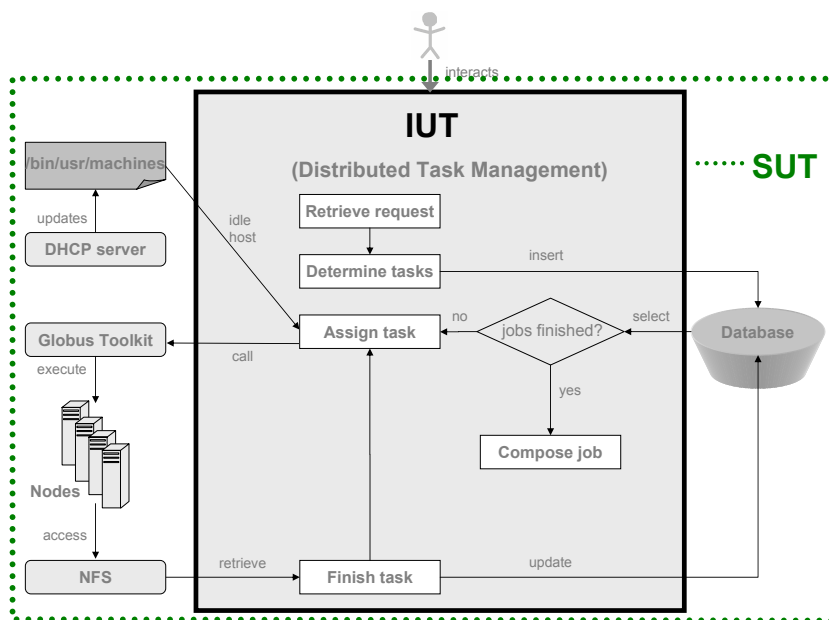 interacts
IUT
(Distributed Task Management)
SUT
/bin/usr/machines
updates
DHCP server
idle
host
Retrieve request
Determine tasks
insert
Globus Toolkit
call
Assign task
no
jobs finished?
select
Database
execute
yes
Compose job
Nodes
access
NFS
retrieve
Finish task
update